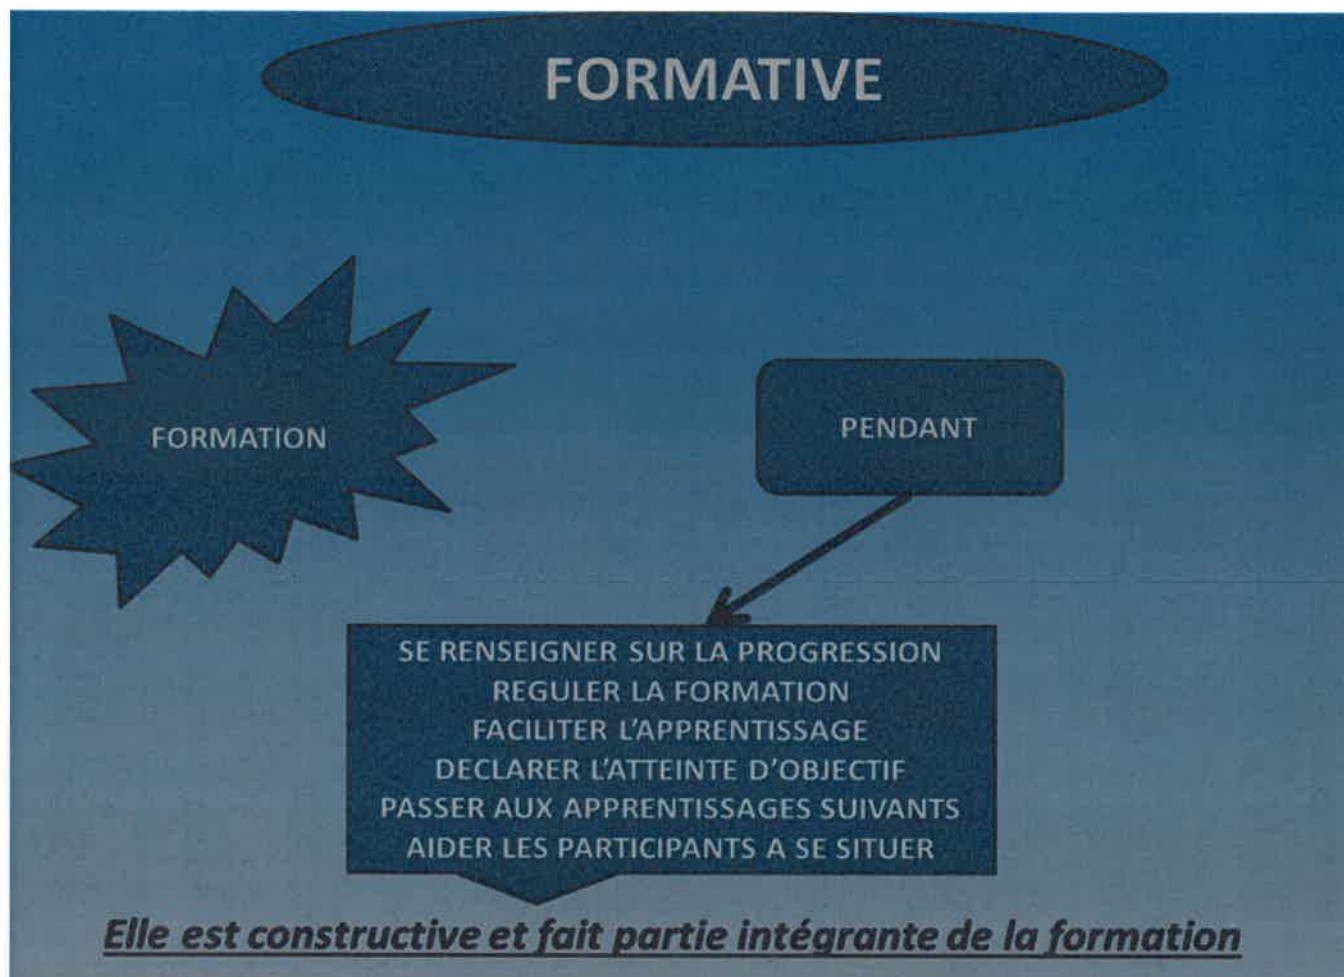 FORMATIVE
FORMATION
PENDANT
SE RENSEIGNER SUR LA PROGRESSION
REGULER LA FORMATION
FACILITER L'APPRENTISSAGE
DECLARER L'ATTEINTE D'OBJECTIF
PASSER AUX APPRENTISSAGES SUIVANTS
AIDER LES PARTICIPANTS A SE SITUER
Elle est constructive et fait partie intégrante de la formation